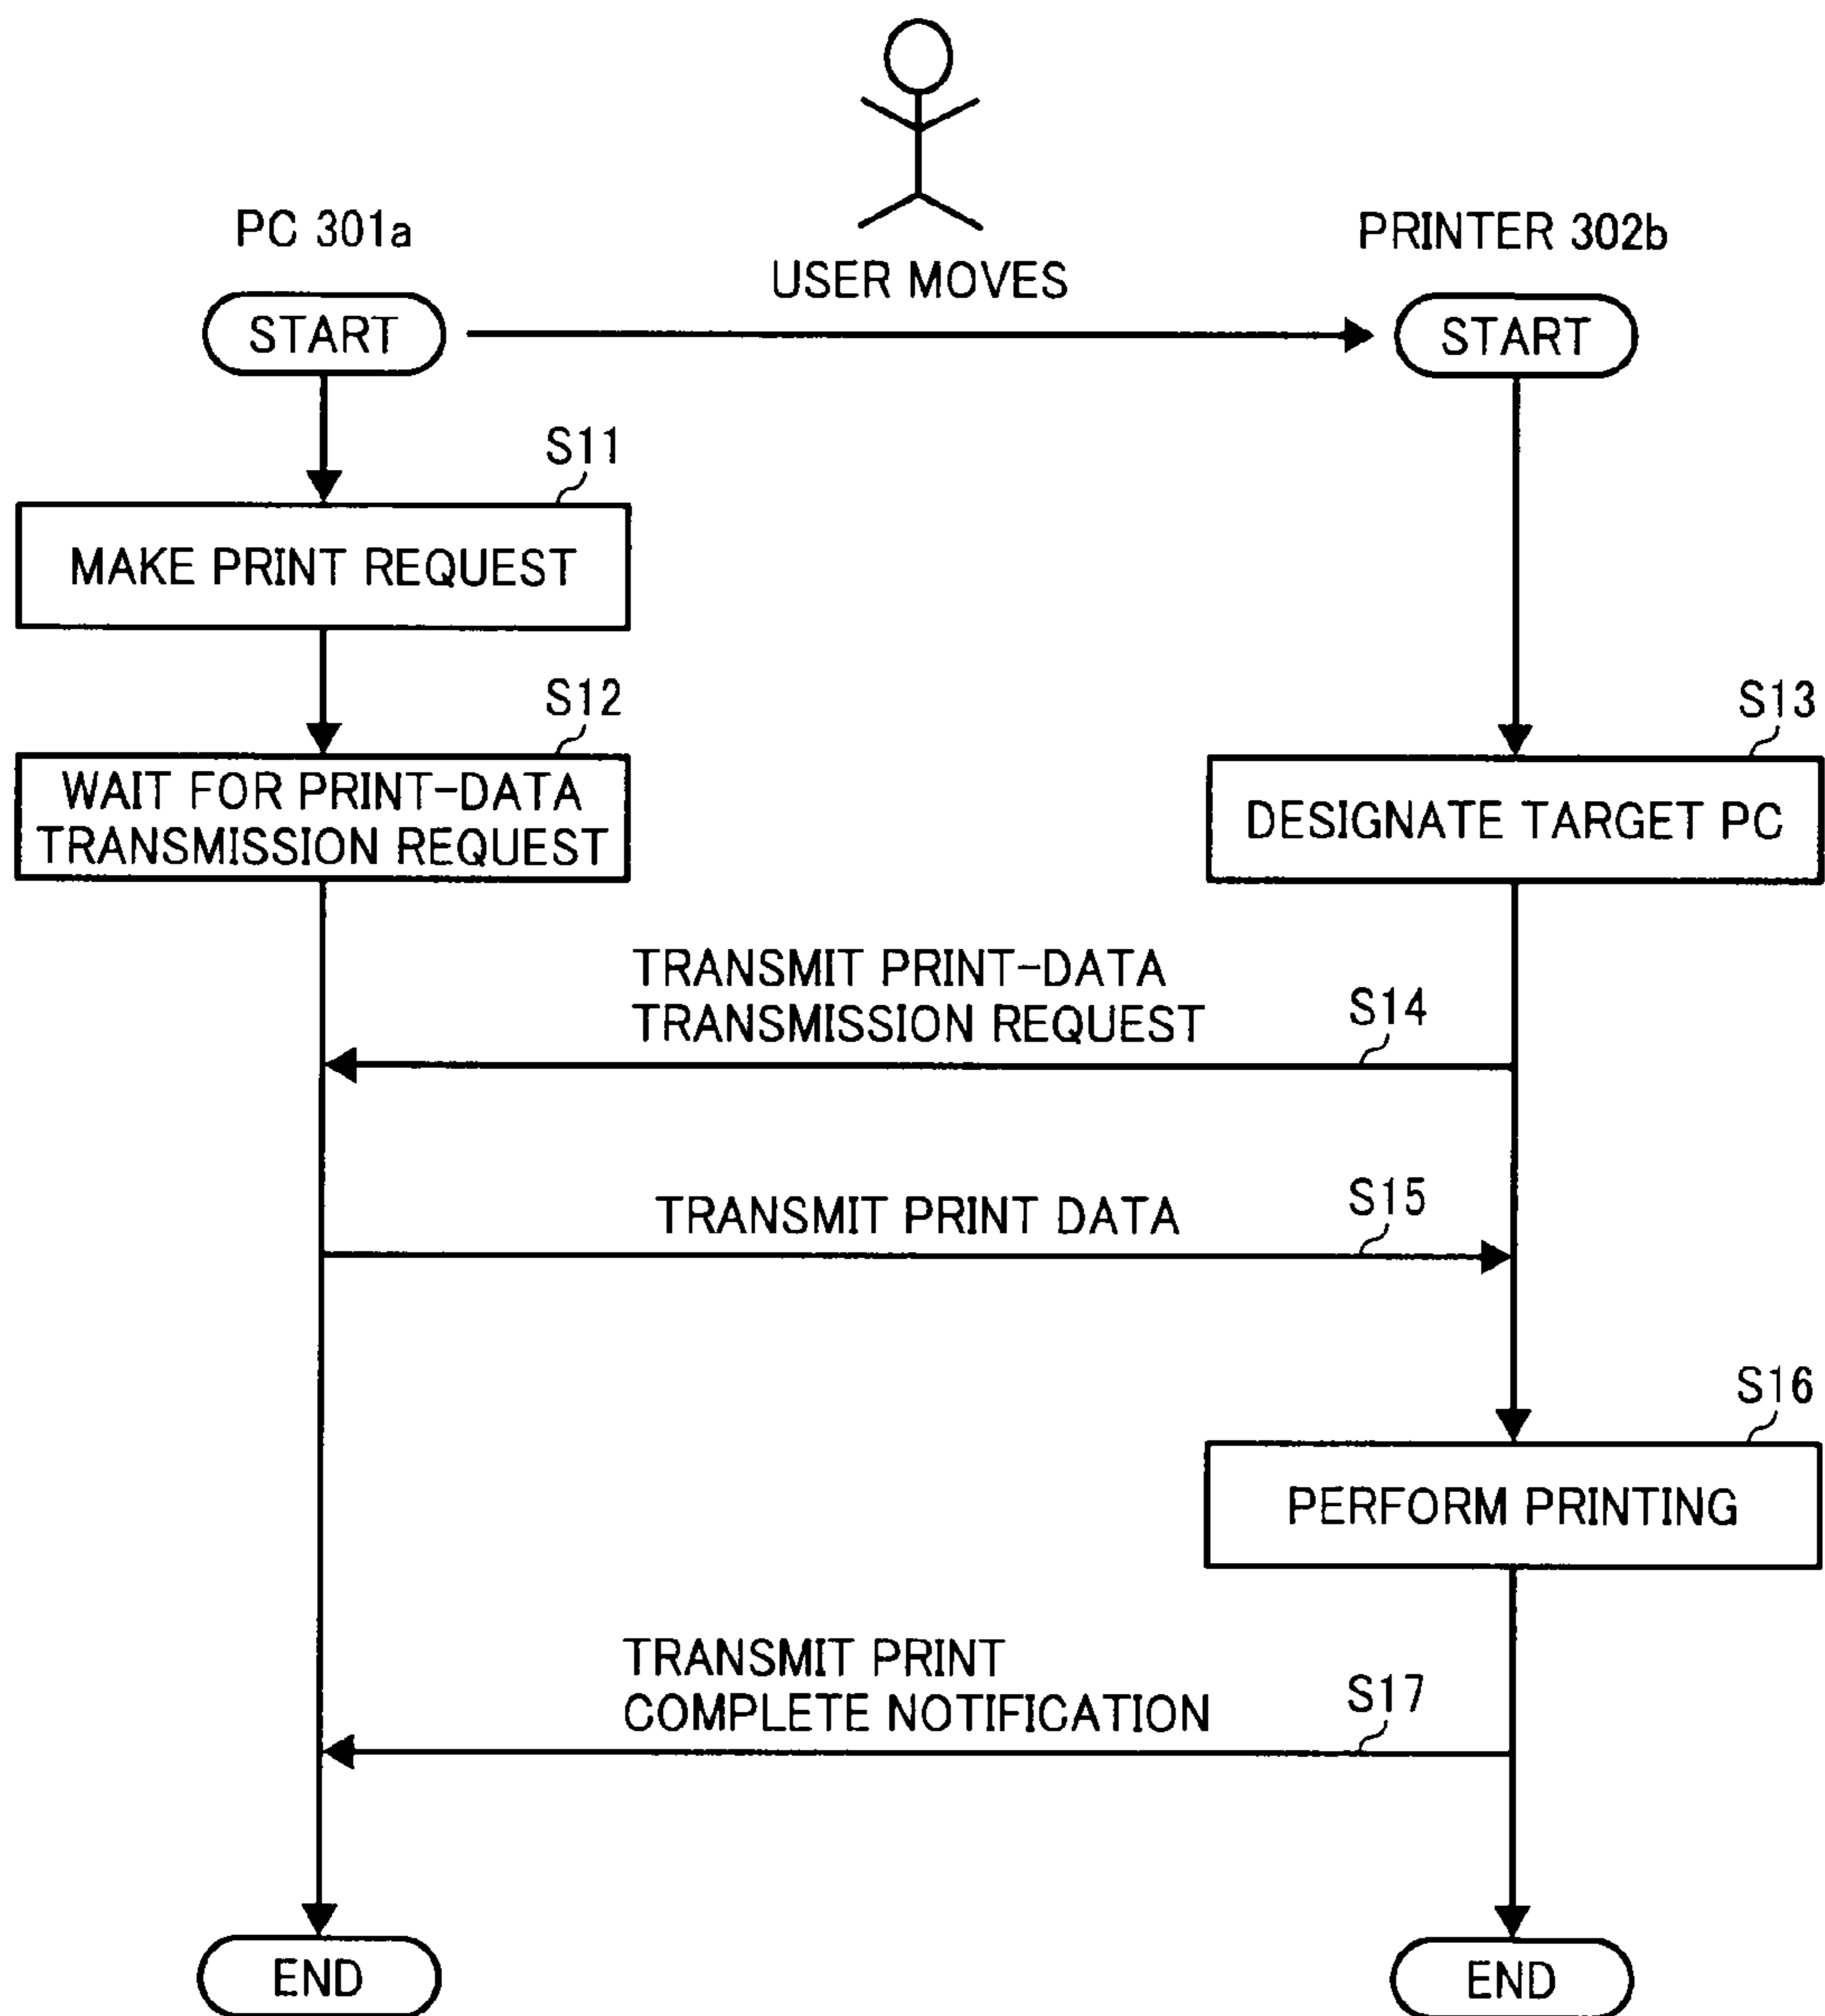 PC 301a
USER MOVES
PRINTER 302b
START
START
S11
MAKE PRINT REQUEST
S12
WAIT FOR PRINT-DATA
TRANSMISSION REQUEST
S13
DESIGNATE TARGET PC
TRANSMIT PRINT-DATA
TRANSMISSION REQUEST
S14
TRANSMIT PRINT DATA
S15
S16
PERFORM PRINTING
TRANSMIT PRINT
COMPLETE NOTIFICATION
S17
END
END